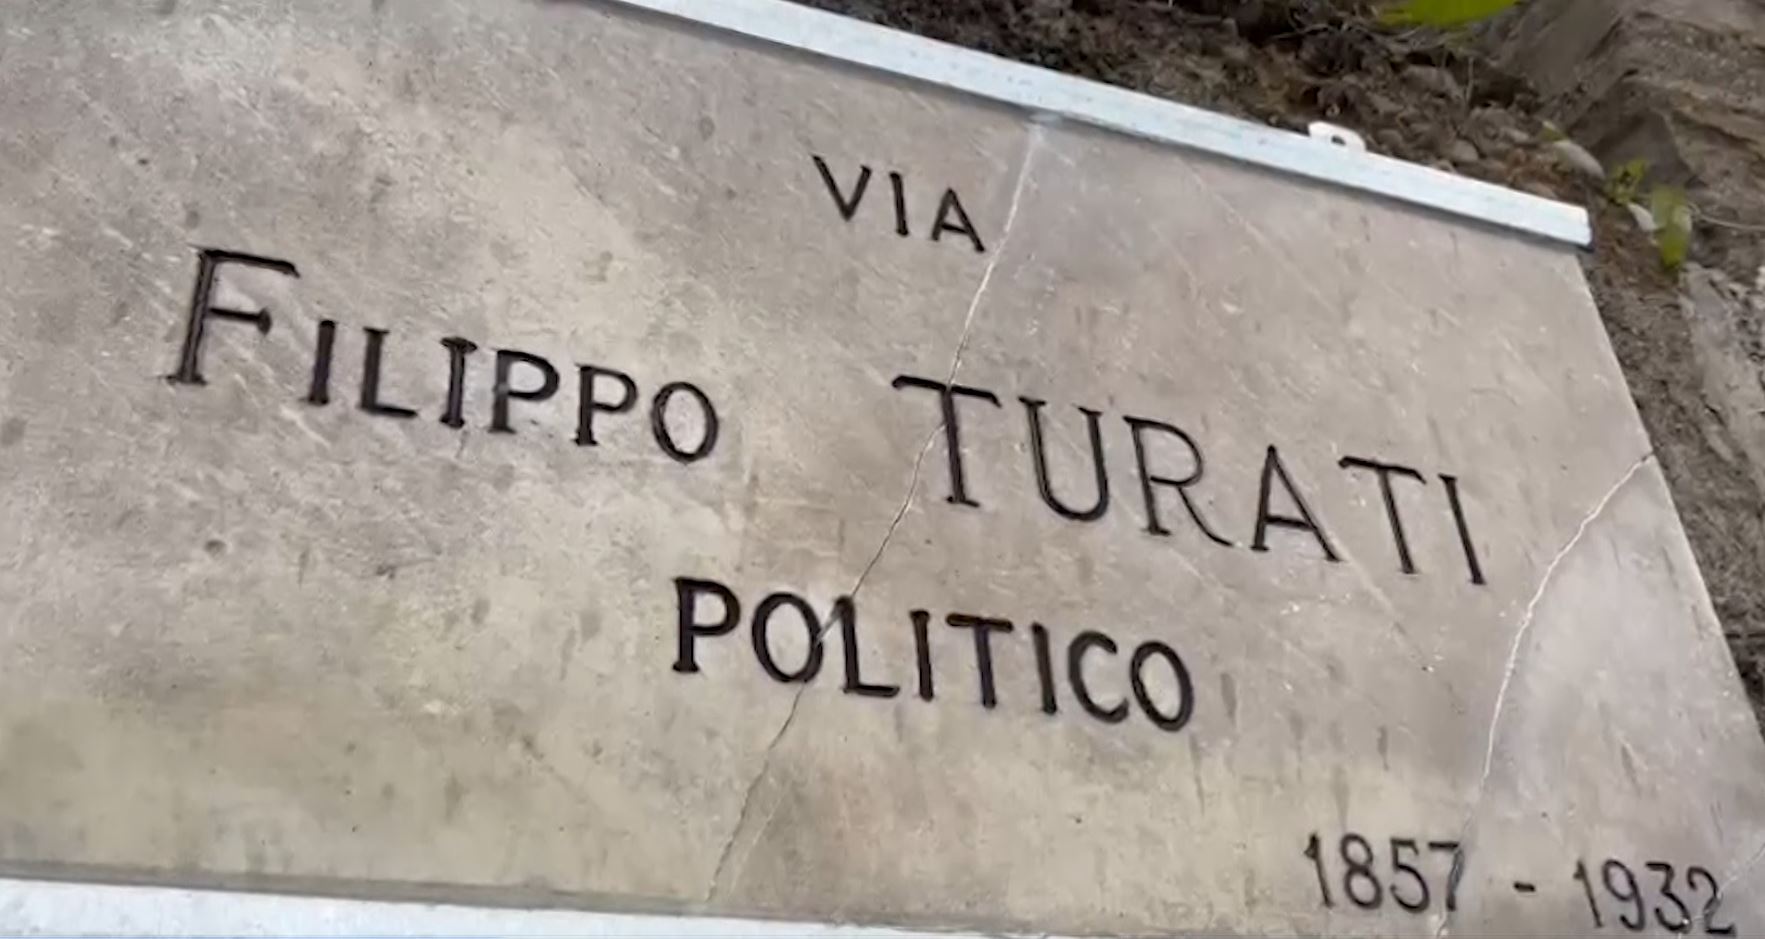 VIA
FILIPPO TURATI
POLITICO
1857 - 1932